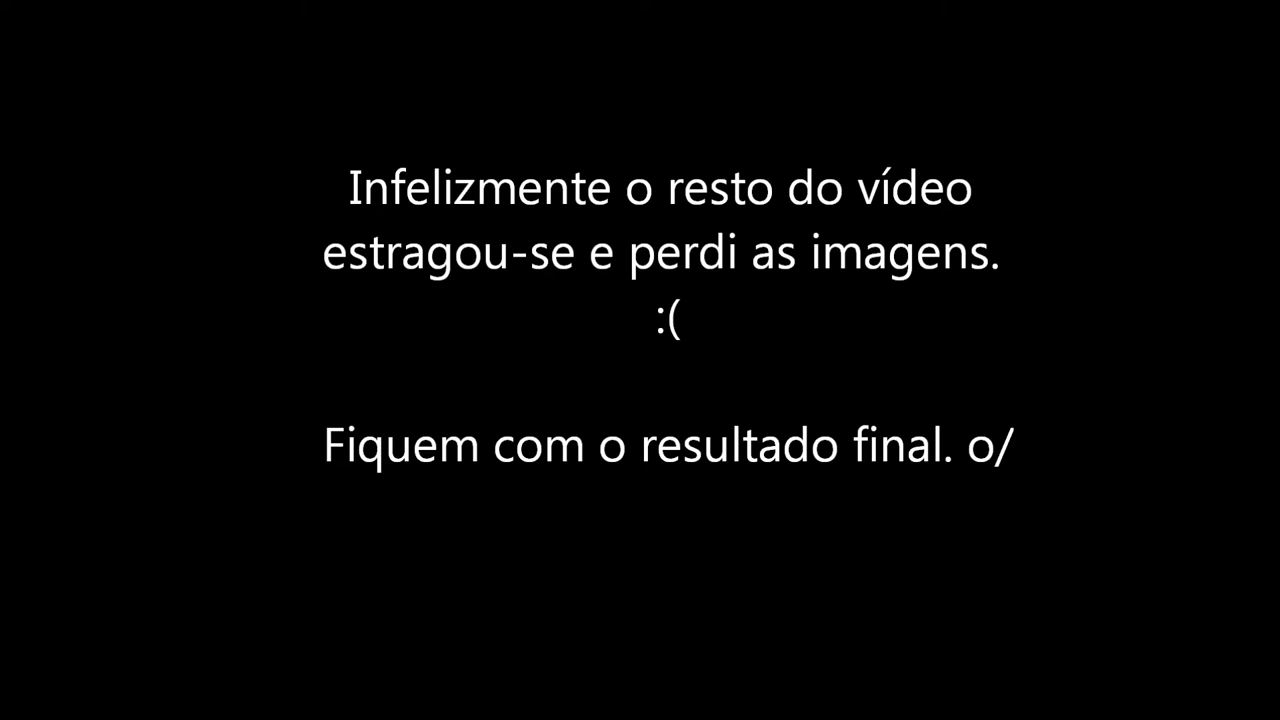 Infelizmente o resto do vídeo
estragou-se e perdi as imagens.
:(
Fiquem com o resultado final. o/